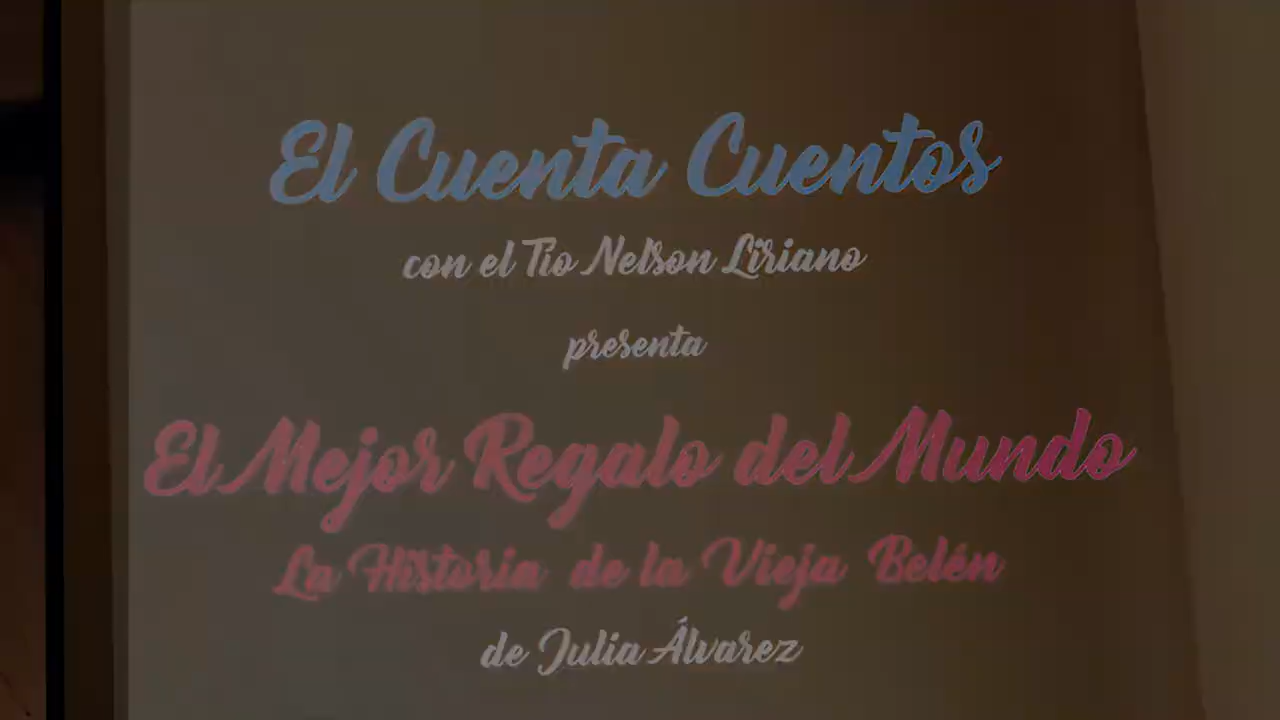 El Cuenta Cuentos
con el Tío Nelson Liriano
presenta
El Mejor Regalo del Mundo
La Historia de la Vieja Belén
de Julia Álvarez